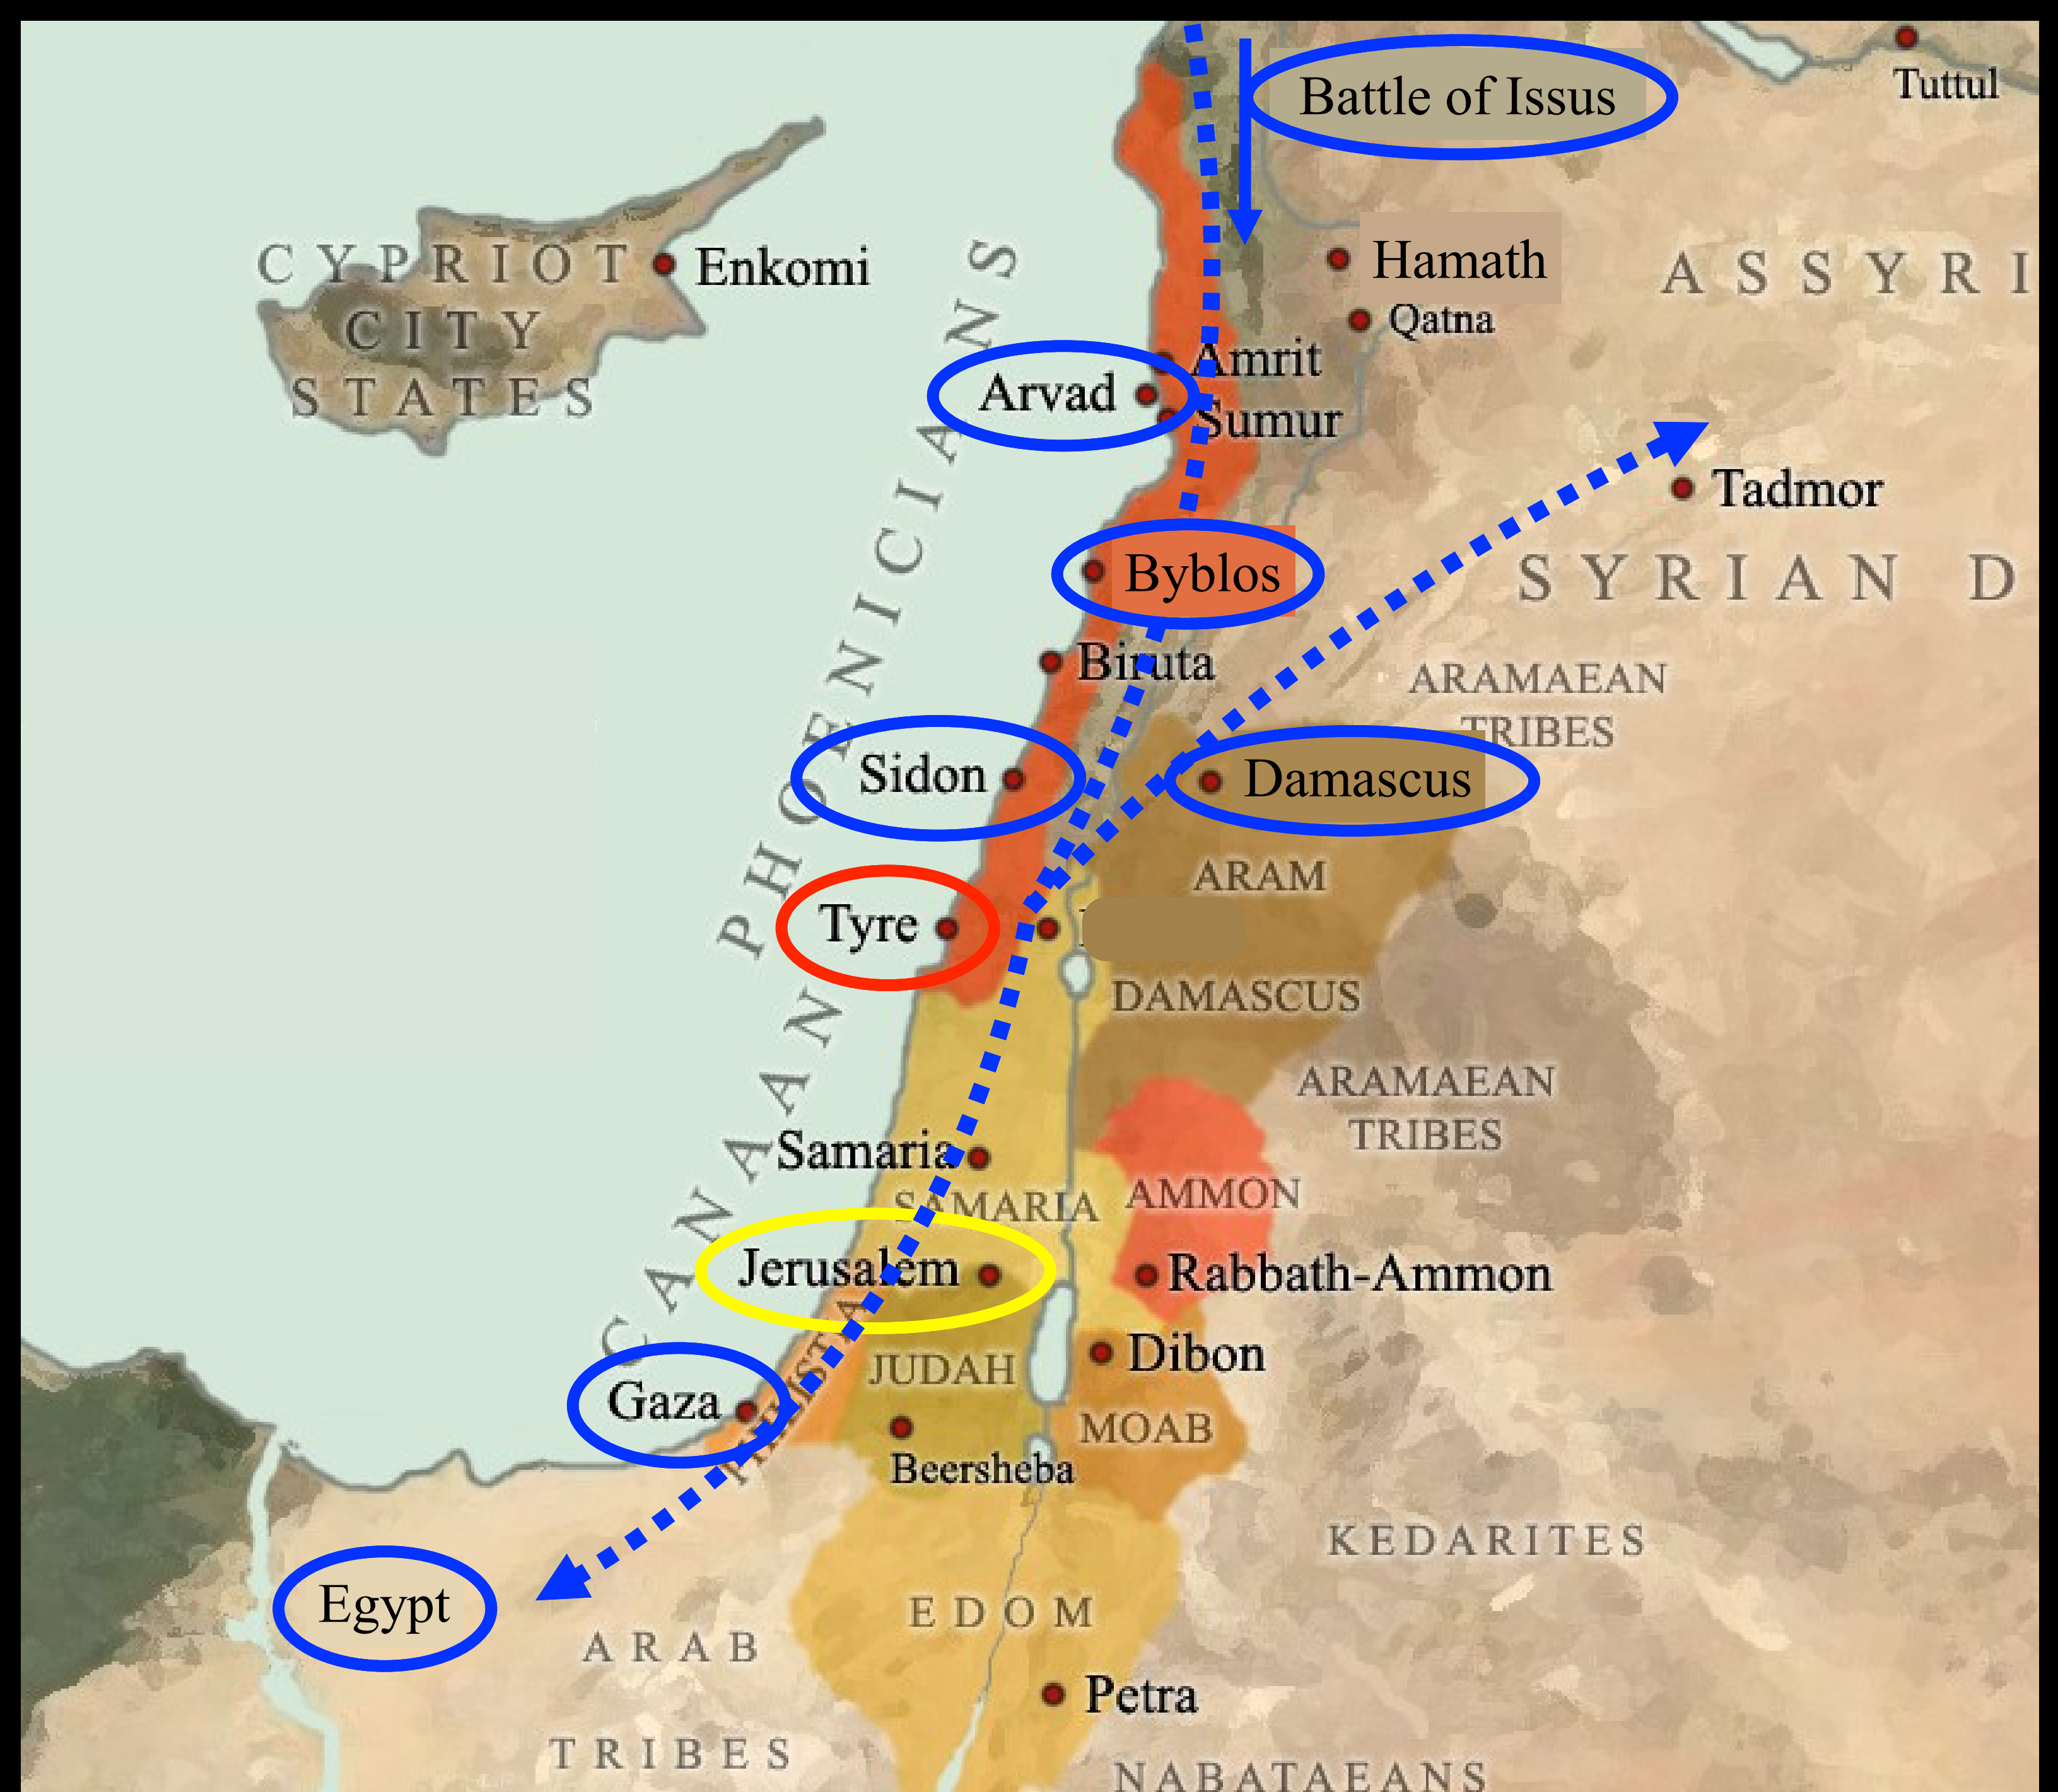 Battle of Issus
Tuttul
CYPRIOT
CITY
STATES
Enkomi
Hamath
ASSYRI
Qatna
Amrit
Arvad
Sumur
Tadmor
Byblos
SYRIAN D
Biruta
ARAMAEAN
TRIBES
Sidon
Damascus
CANAAN PHOENICIANS
ARAM
Tyre
DAMASCUS
ARAMAEAN
TRIBES
Samaria
SAMARIA
AMMON
Jerusalem
Rabbath-Ammon
PHILISTIA
Dibon
JUDAH
Gaza
MOAB
Beersheba
KEDARITES
Egypt
EDOM
ARAB
TRIBES
Petra
NABATAEANS